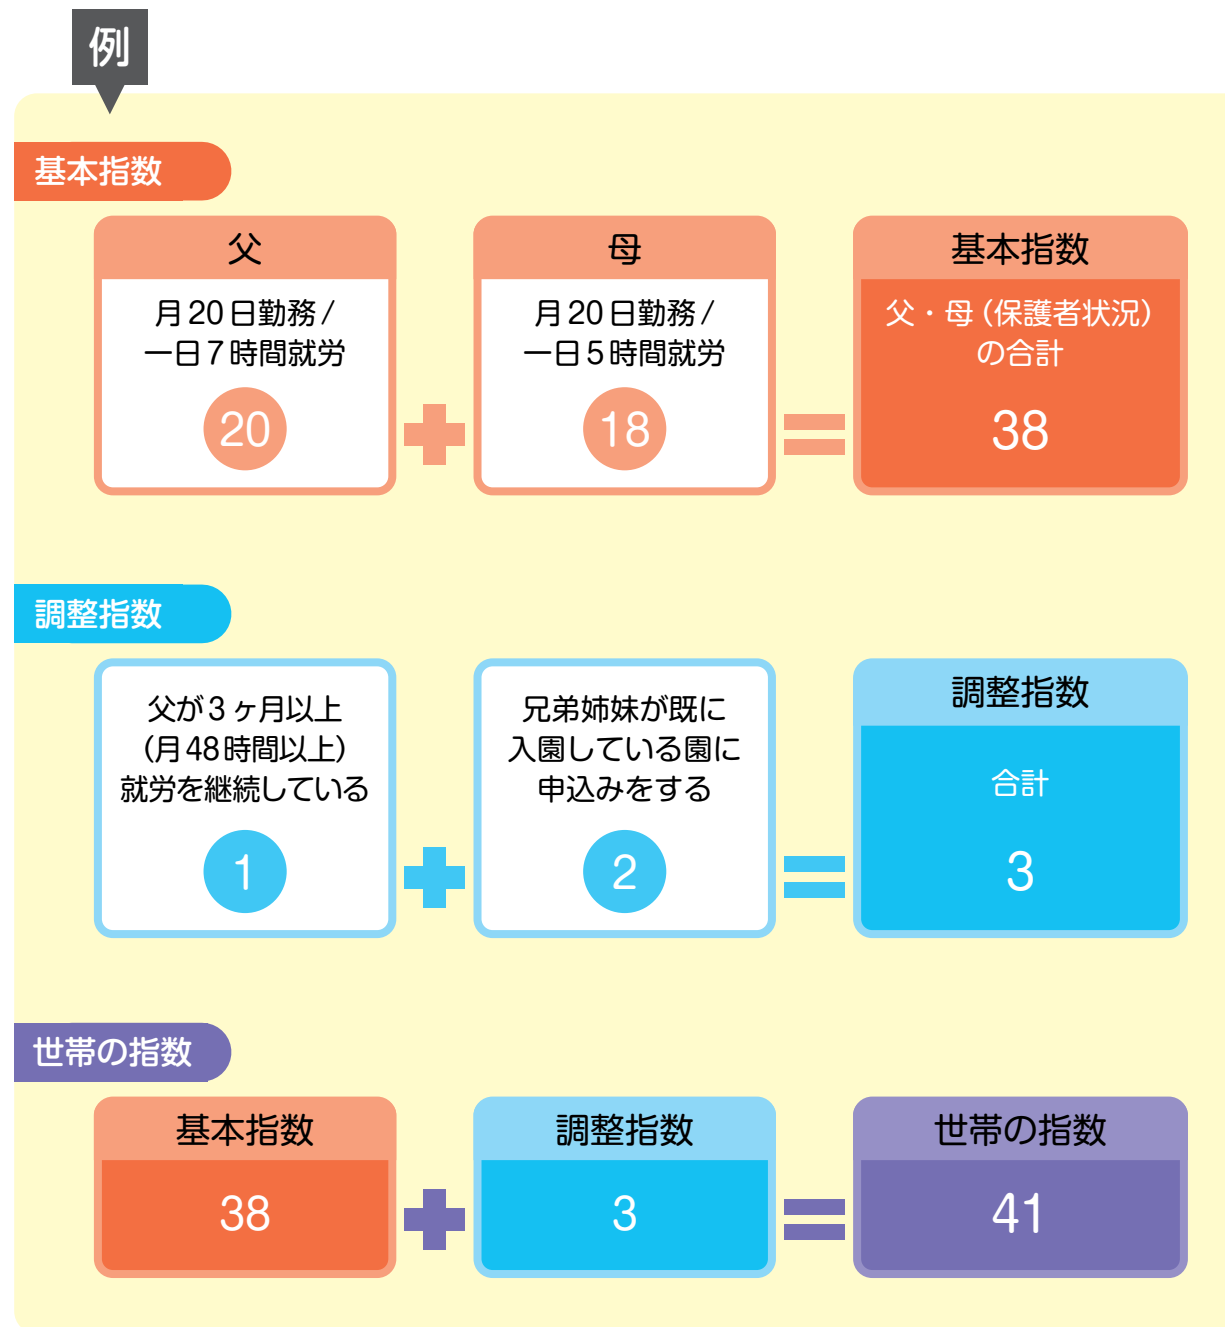 例
基本指数
父
月20日勤務/
一日7時間就労
20
母
月20日勤務/
一日5時間就労
18
基本指数
父・母(保護者状況)
の合計
38
調整指数
父が3ヶ月以上
(月48時間以上)
就労を継続している
1
兄弟姉妹が既に
入園している園に
申込みをする
2
調整指数
合計
3
世帯の指数
基本指数
38
調整指数
3
世帯の指数
41